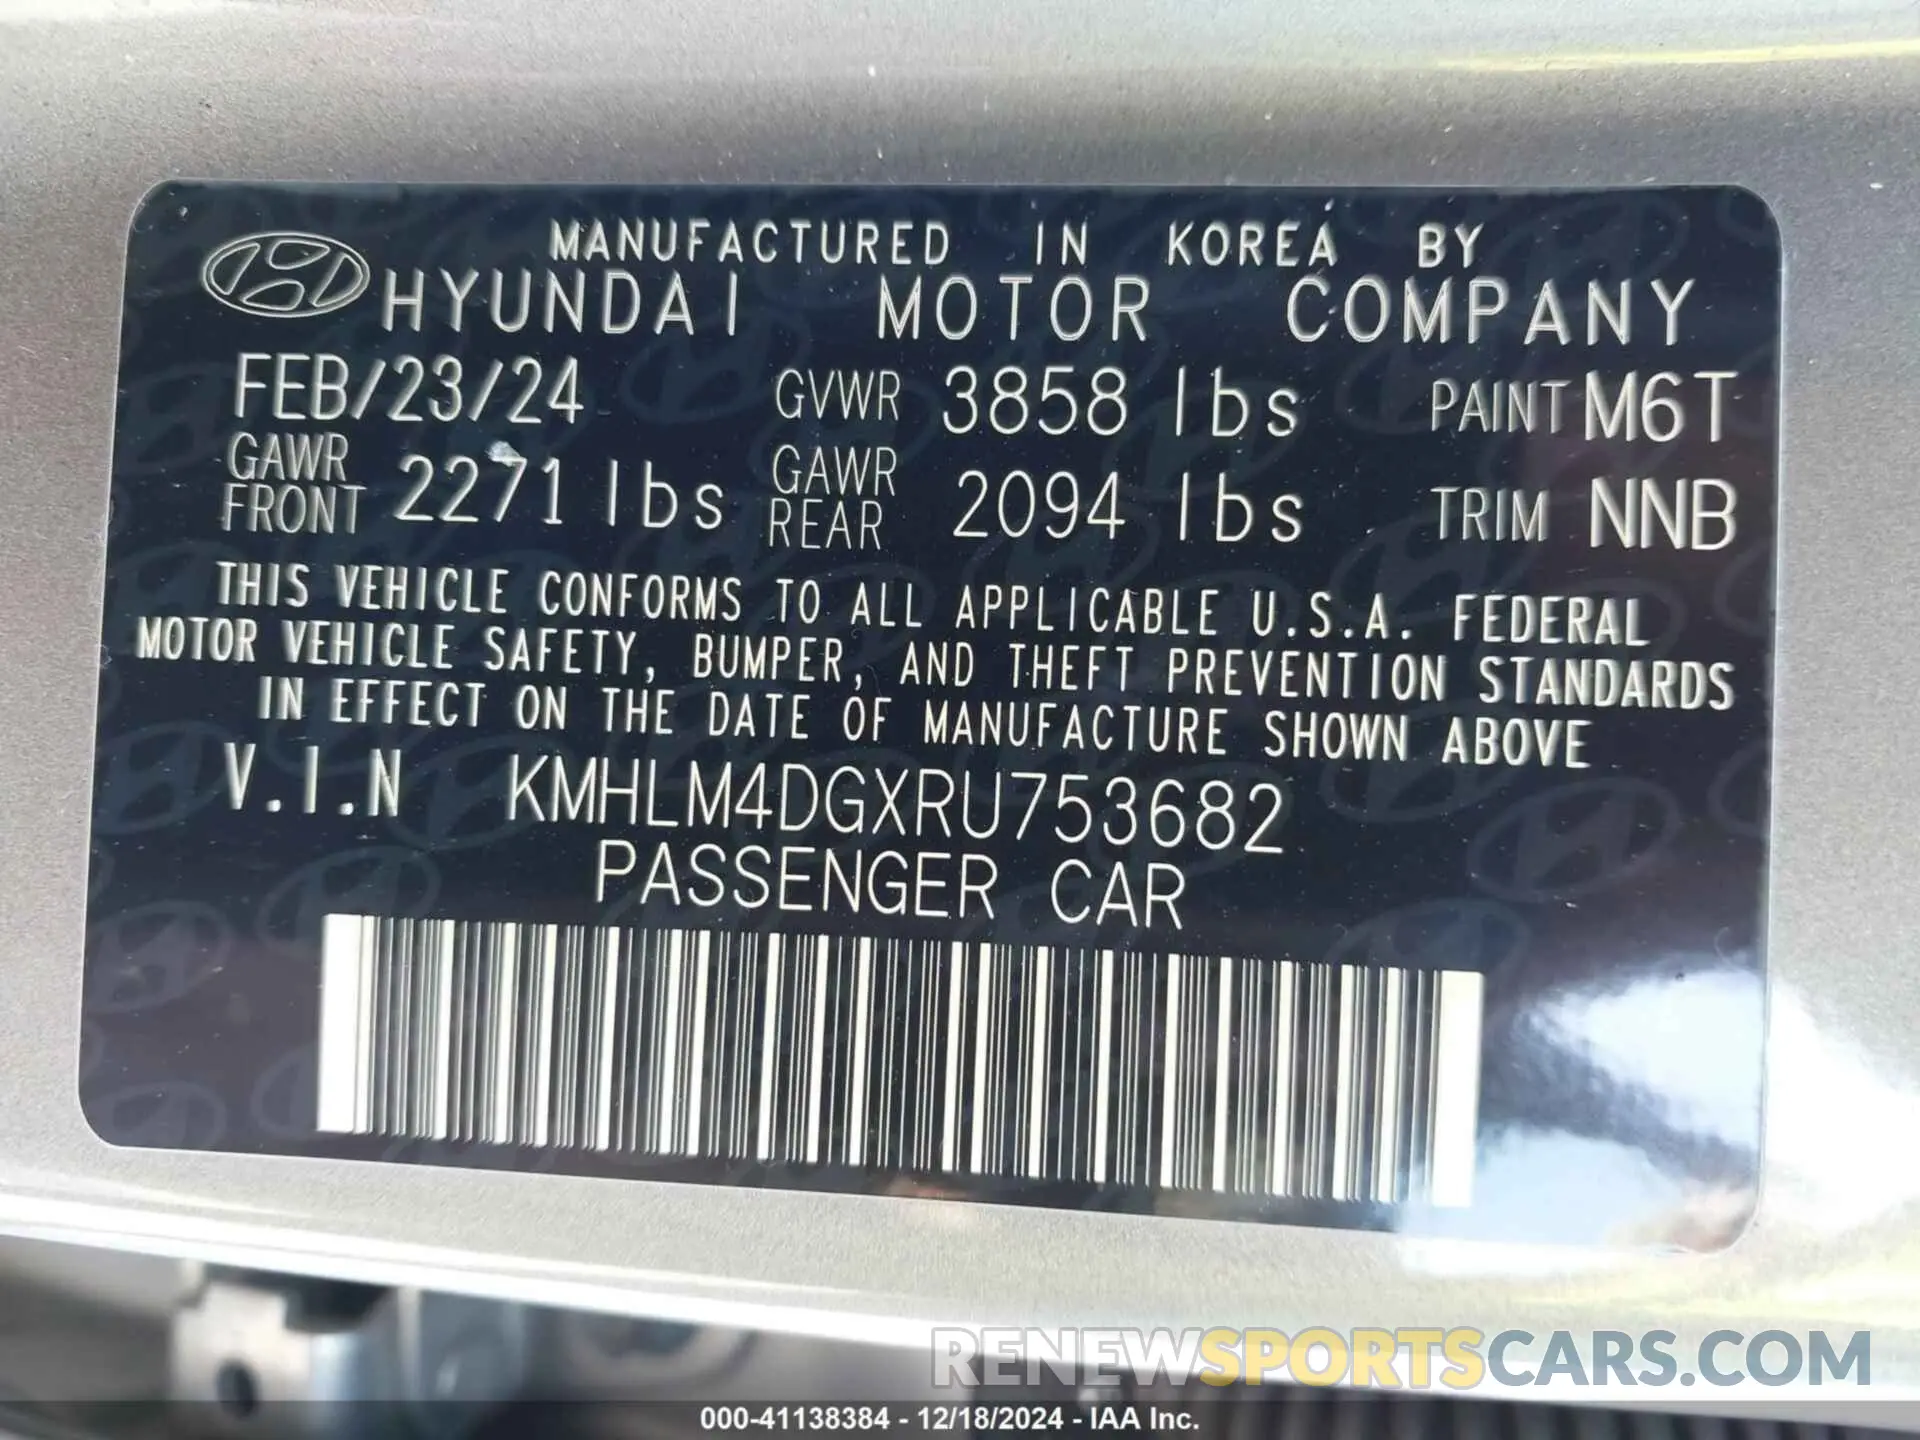 MANUFACTURED IN KOREA BY
HYUNDAI MOTOR COMPANY
FEB/23/24 GVWR 3858 lbs PAINT M6T
GAWR FRONT 2271 lbs GAWR REAR 2094 lbs TRIM NNB
THIS VEHICLE CONFORMS TO ALL APPLICABLE U.S.A. FEDERAL
MOTOR VEHICLE SAFETY, BUMPER, AND THEFT PREVENTION STANDARDS
IN EFFECT ON THE DATE OF MANUFACTURE SHOWN ABOVE
V.I.N KMHLM4DGXRU753682
PASSENGER CAR
RENEWSPORTSCARS.COM
000-41138384 - 12/18/2024 - IAA Inc.